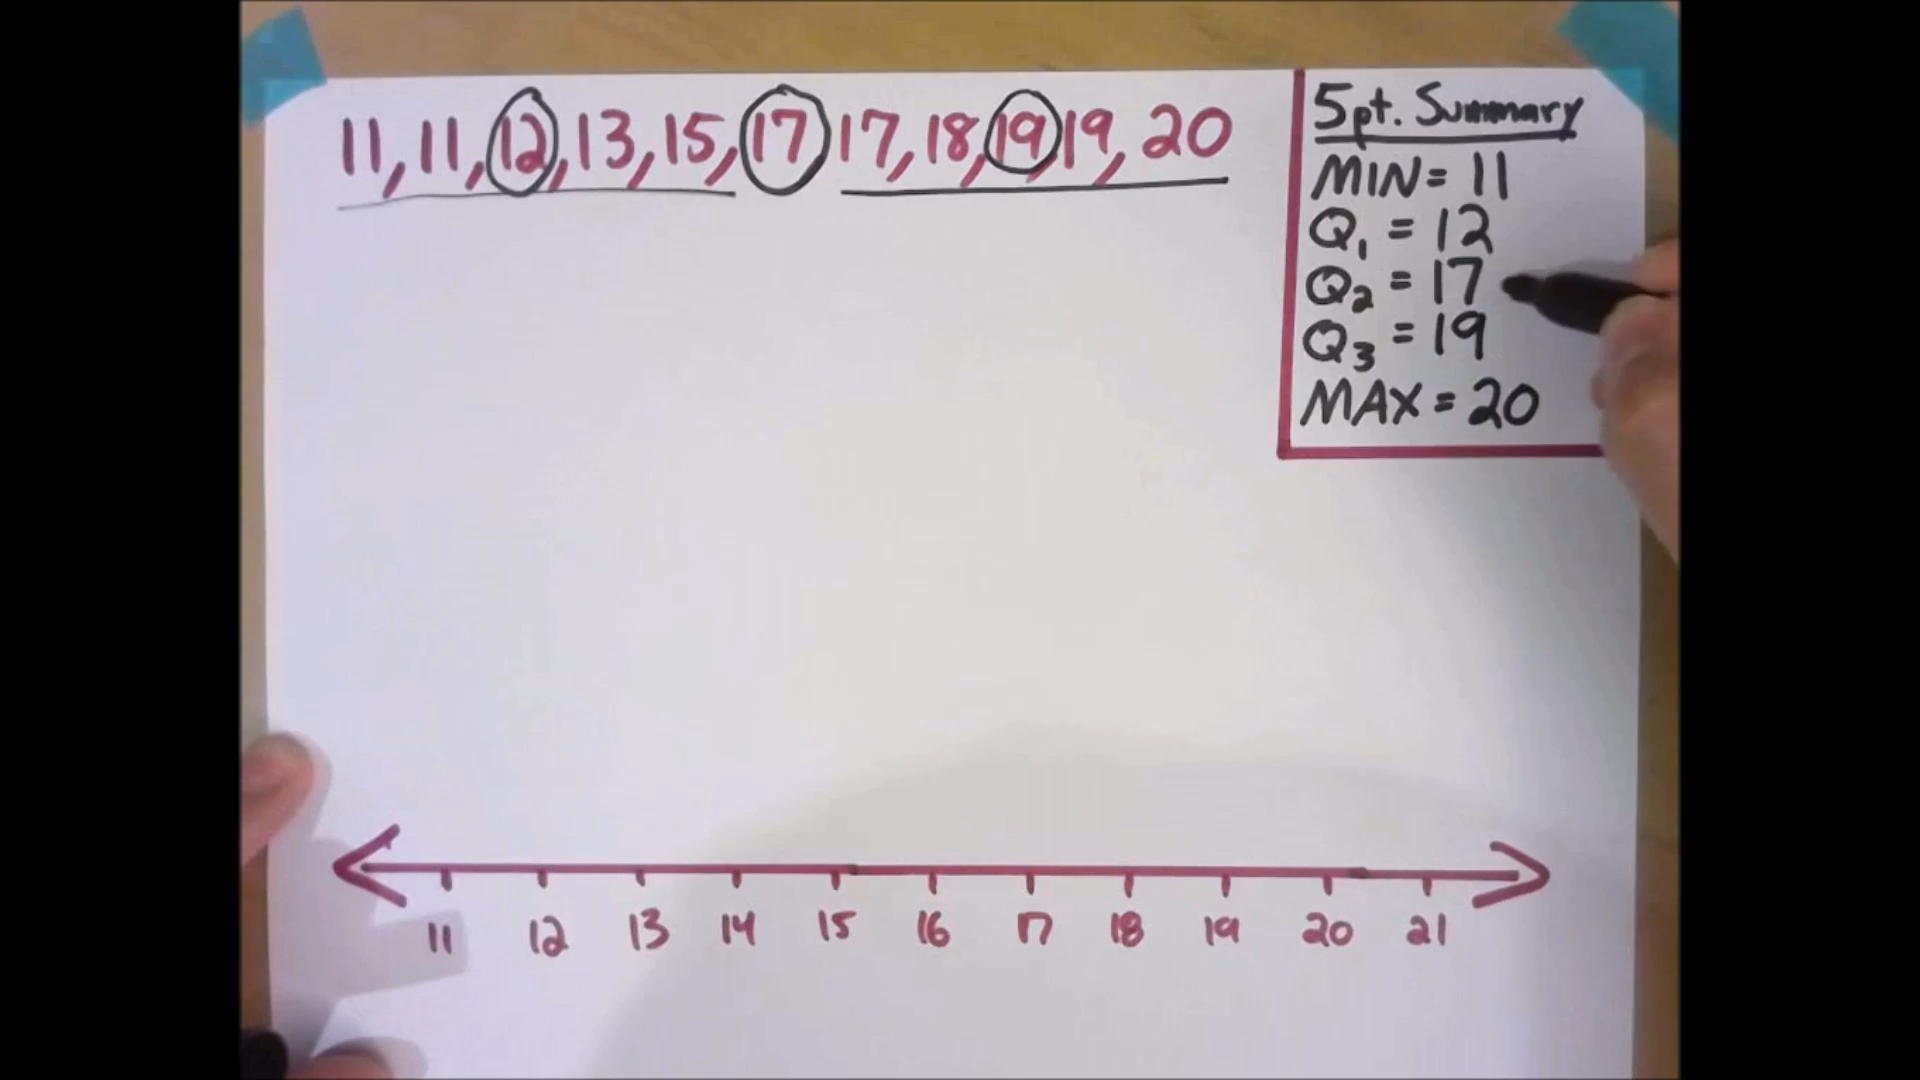 11, 11, 12, 13, 15, 17 17, 18, 19, 19, 20
5pt. Summary
MIN = 11
Q1 = 12
Q2 = 17
Q3 = 19
MAX = 20
11 12 13 14 15 16 17 18 19 20 21